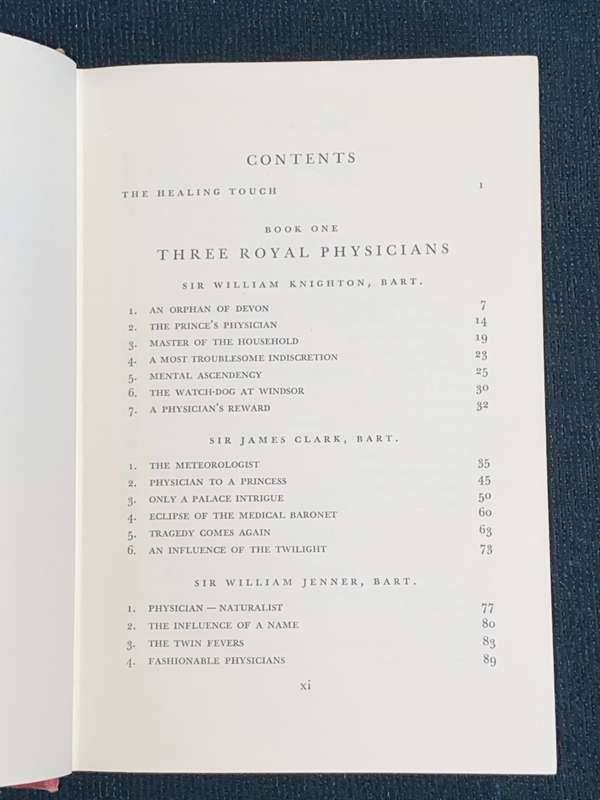 CONTENTS
THE HEALING TOUCH 1
BOOK ONE
THREE ROYAL PHYSICIANS
SIR WILLIAM KNIGHTON, BART.
1. AN ORPHAN OF DEVON 7
2. THE PRINCE'S PHYSICIAN 14
3. MASTER OF THE HOUSEHOLD 19
4. A MOST TROUBLESOME INDISCRETION 23
5. MENTAL ASCENDENCY 25
6. THE WATCH-DOG AT WINDSOR 30
7. A PHYSICIAN'S REWARD 32
SIR JAMES CLARK, BART.
1. THE METEOROLOGIST 35
2. PHYSICIAN TO A PRINCESS 45
3. ONLY A PALACE INTRIGUE 50
4. ECLIPSE OF THE MEDICAL BARONET 60
5. TRAGEDY COMES AGAIN 63
6. AN INFLUENCE OF THE TWILIGHT 73
SIR WILLIAM JENNER, BART.
1. PHYSICIAN — NATURALIST 77
2. THE INFLUENCE OF A NAME 80
3. THE TWIN FEVERS 83
4. FASHIONABLE PHYSICIANS 89
xi